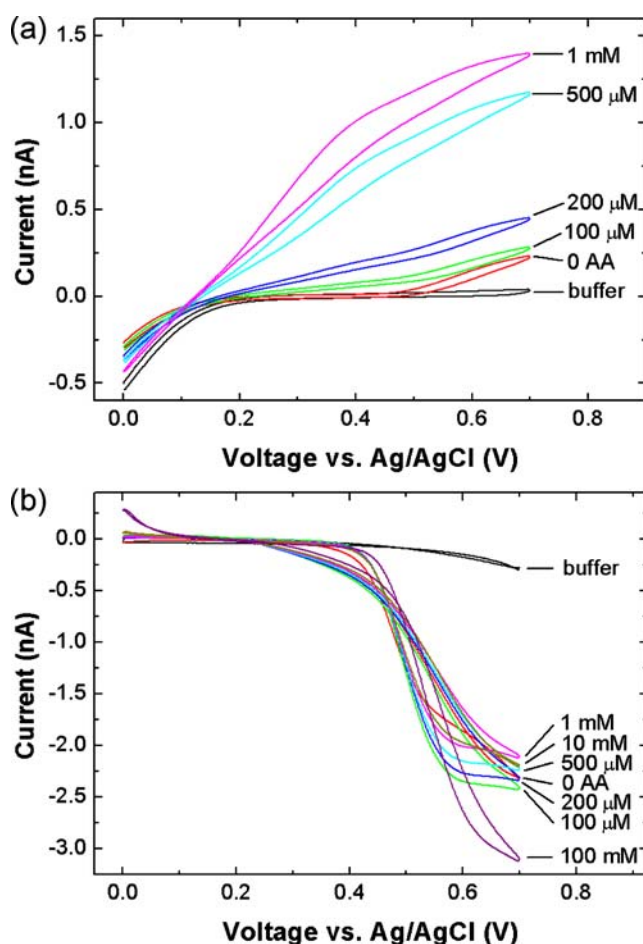 (a)
1.5
1.0
0.5
0.0
-0.5
Current (nA)
1 mM
500 µM
200 µM
100 µM
0 AA
buffer
0.0 0.2 0.4 0.6 0.8
Voltage vs. Ag/AgCl (V)
(b)
0.0
-0.5
-1.0
-1.5
-2.0
-2.5
-3.0
Current (nA)
buffer
1 mM
10 mM
500 µM
0 AA
200 µM
100 µM
100 mM
0.0 0.2 0.4 0.6 0.8
Voltage vs. Ag/AgCl (V)